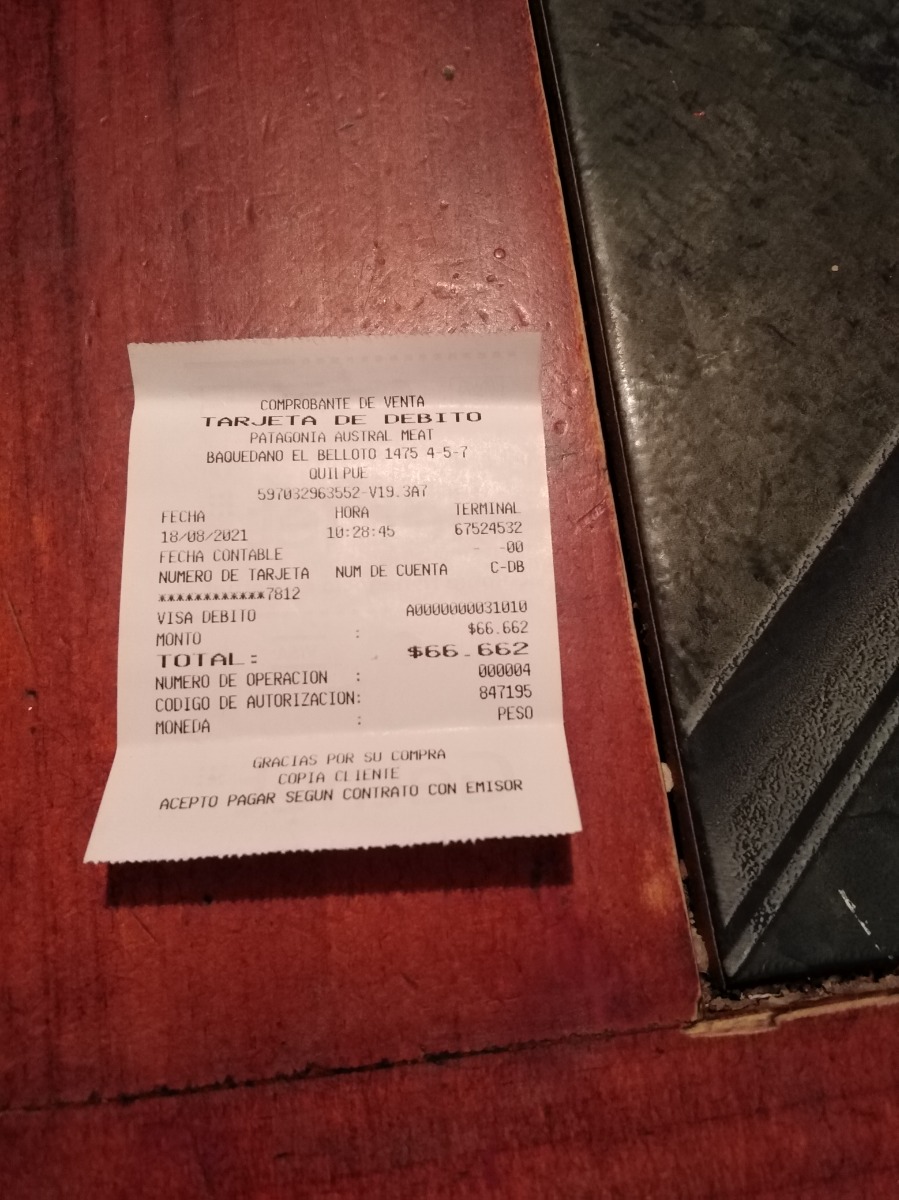 COMPROBANTE DE VENTA
TARJETA DE DEBITO
PATAGONIA AUSTRAL MEAT
BAQUEDANO EL BELLOTO 1475 4-5-7
QUILPUE
597032963552-V19.3A7
FECHA HORA TERMINAL
18/08/2021 10:28:45 67524532
FECHA CONTABLE - -00
NUMERO DE TARJETA NUM DE CUENTA C-DB
************7812
VISA DEBITO A0000000031010
MONTO : $66.662
TOTAL: $66.662
NUMERO DE OPERACION : 000004
CODIGO DE AUTORIZACION: 847195
MONEDA : PESO
GRACIAS POR SU COMPRA
COPIA CLIENTE
ACEPTO PAGAR SEGUN CONTRATO CON EMISOR